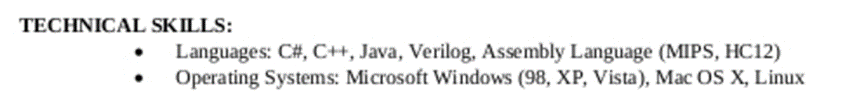 TECHNICAL SKILLS:
• Languages: C#, C++, Java, Verilog, Assembly Language (MIPS, HC12)
• Operating Systems: Microsoft Windows (98, XP, Vista), Mac OS X, Linux